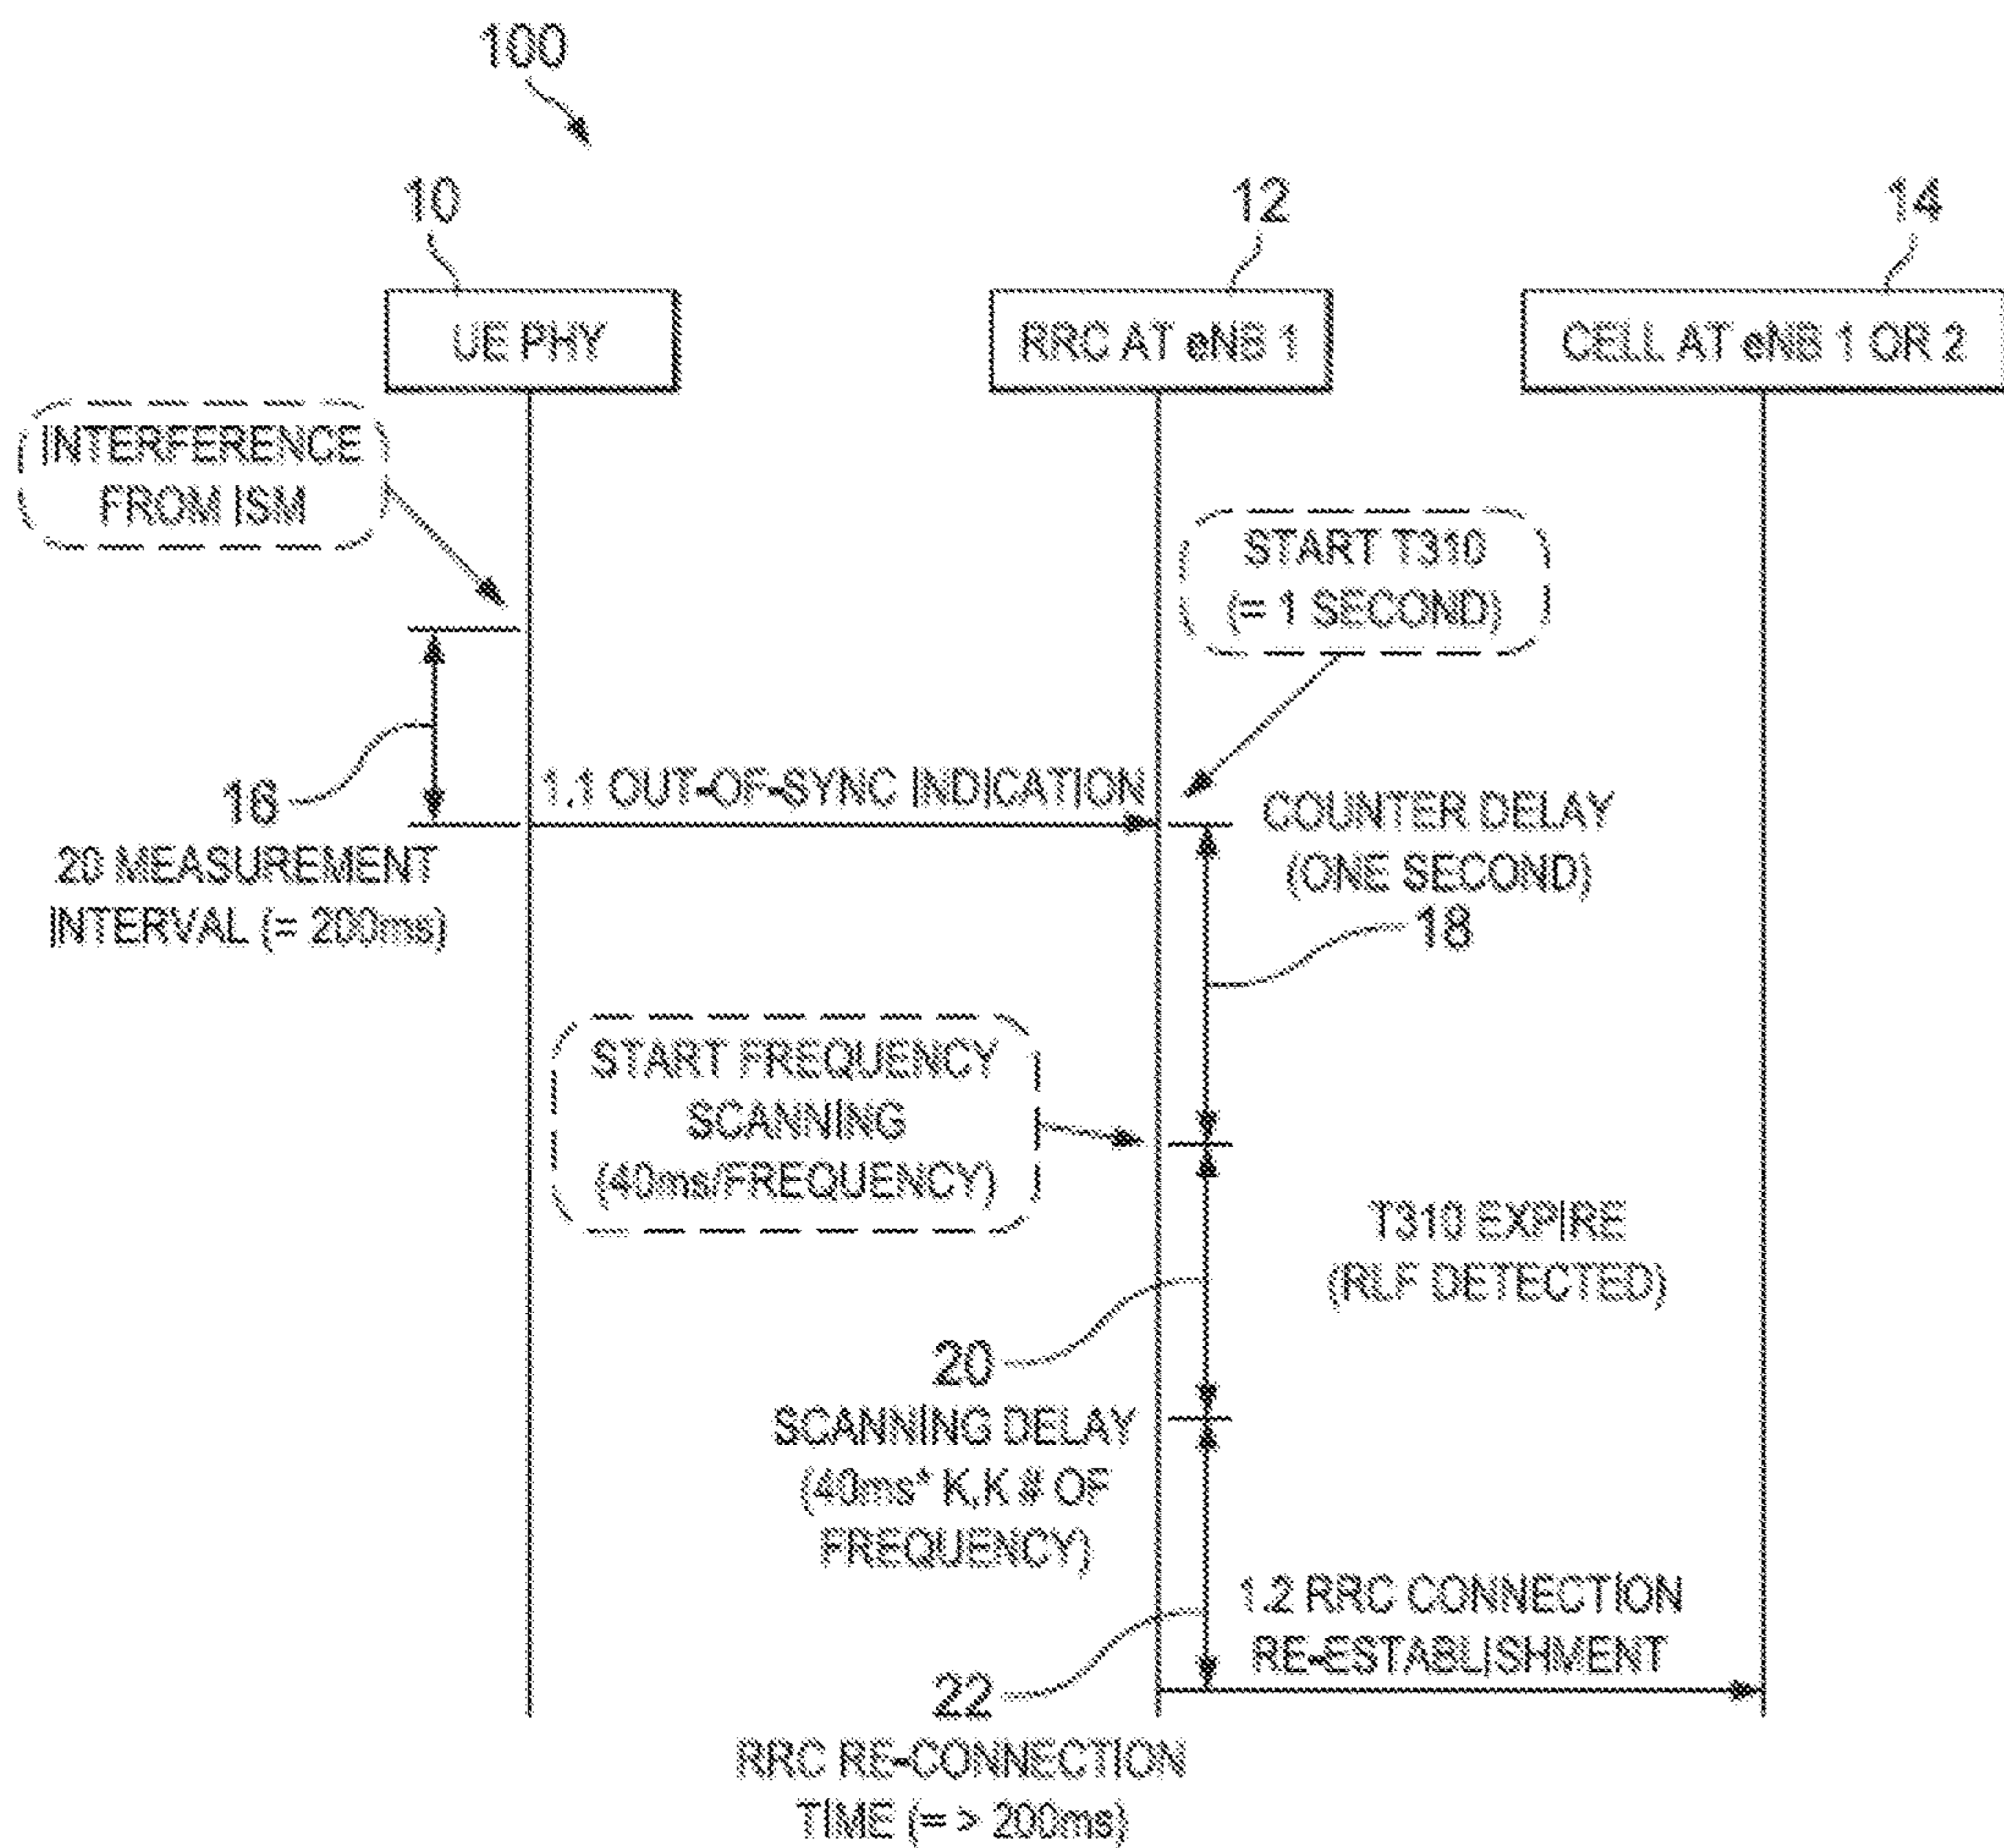 100
10
12
14
UE PHY
RRC AT eNB 1
CELL AT eNB 1 OR 2
INTERFERENCE
FROM ISM
START T310
(= 1 SECOND)
1.1 OUT-OF-SYNC INDICATION
16
20 MEASUREMENT
INTERVAL (= 200ms)
COUNTER DELAY
(ONE SECOND)
18
START FREQUENCY
SCANNING
(40ms/FREQUENCY)
T310 EXPIRE
(RLF DETECTED)
20
SCANNING DELAY
(40ms* K,K # OF
FREQUENCY)
1.2 RRC CONNECTION
RE-ESTABLISHMENT
22
RRC RE-CONNECTION
TIME (= > 200ms)